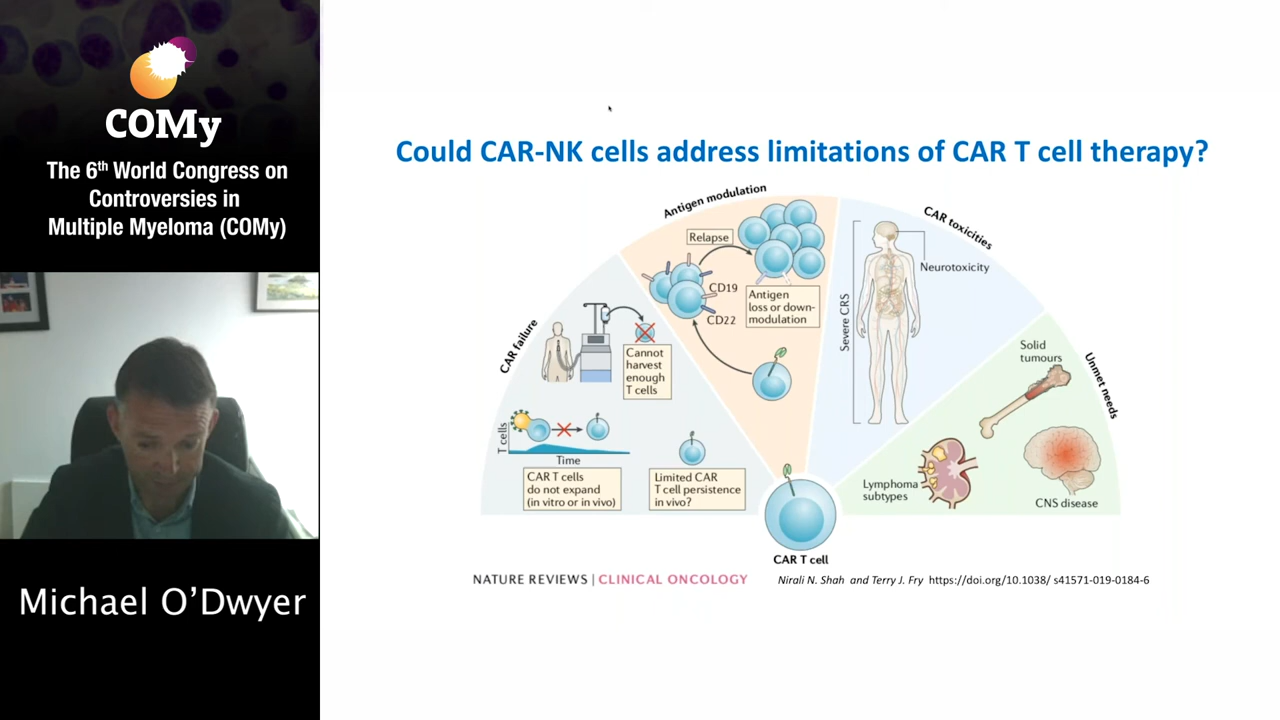 COMy
The 6th World Congress on
Controversies in
Multiple Myeloma (COMy)
Michael O'Dwyer
Could CAR-NK cells address limitations of CAR T cell therapy?
CAR failure
Cannot
harvest
enough
T cells
T cells
Time
CAR T cells
do not expand
(in vitro or in vivo)
Limited CAR
T cell persistence
in vivo?
Antigen modulation
Relapse
CD19
CD22
Antigen
loss or down-
modulation
CAR toxicities
Neurotoxicity
Severe CRS
Unmet needs
Solid
tumours
Lymphoma
subtypes
CNS disease
CAR T cell
NATURE REVIEWS | CLINICAL ONCOLOGY
Nirali N. Shah and Terry J. Fry https://doi.org/10.1038/ s41571-019-0184-6